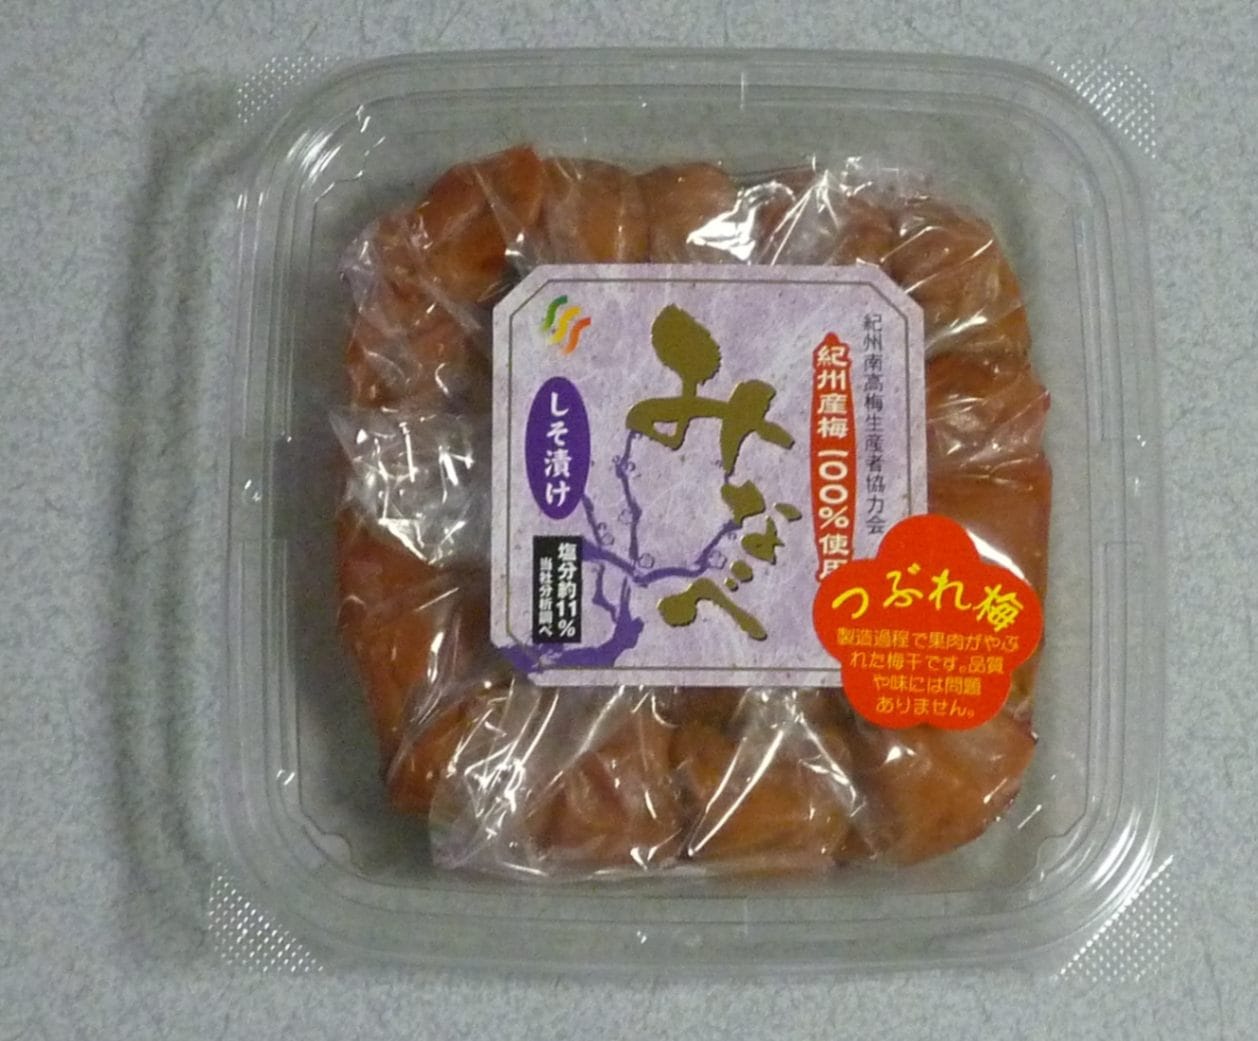 紀州南高梅生産者協力会
紀州産梅一〇〇%使用
みなべ
しそ漬け
塩分約11%
当社分析調べ
つぶれ梅
製造過程で果肉がやぶ
れた梅干です。品質
や味には問題
ありません。